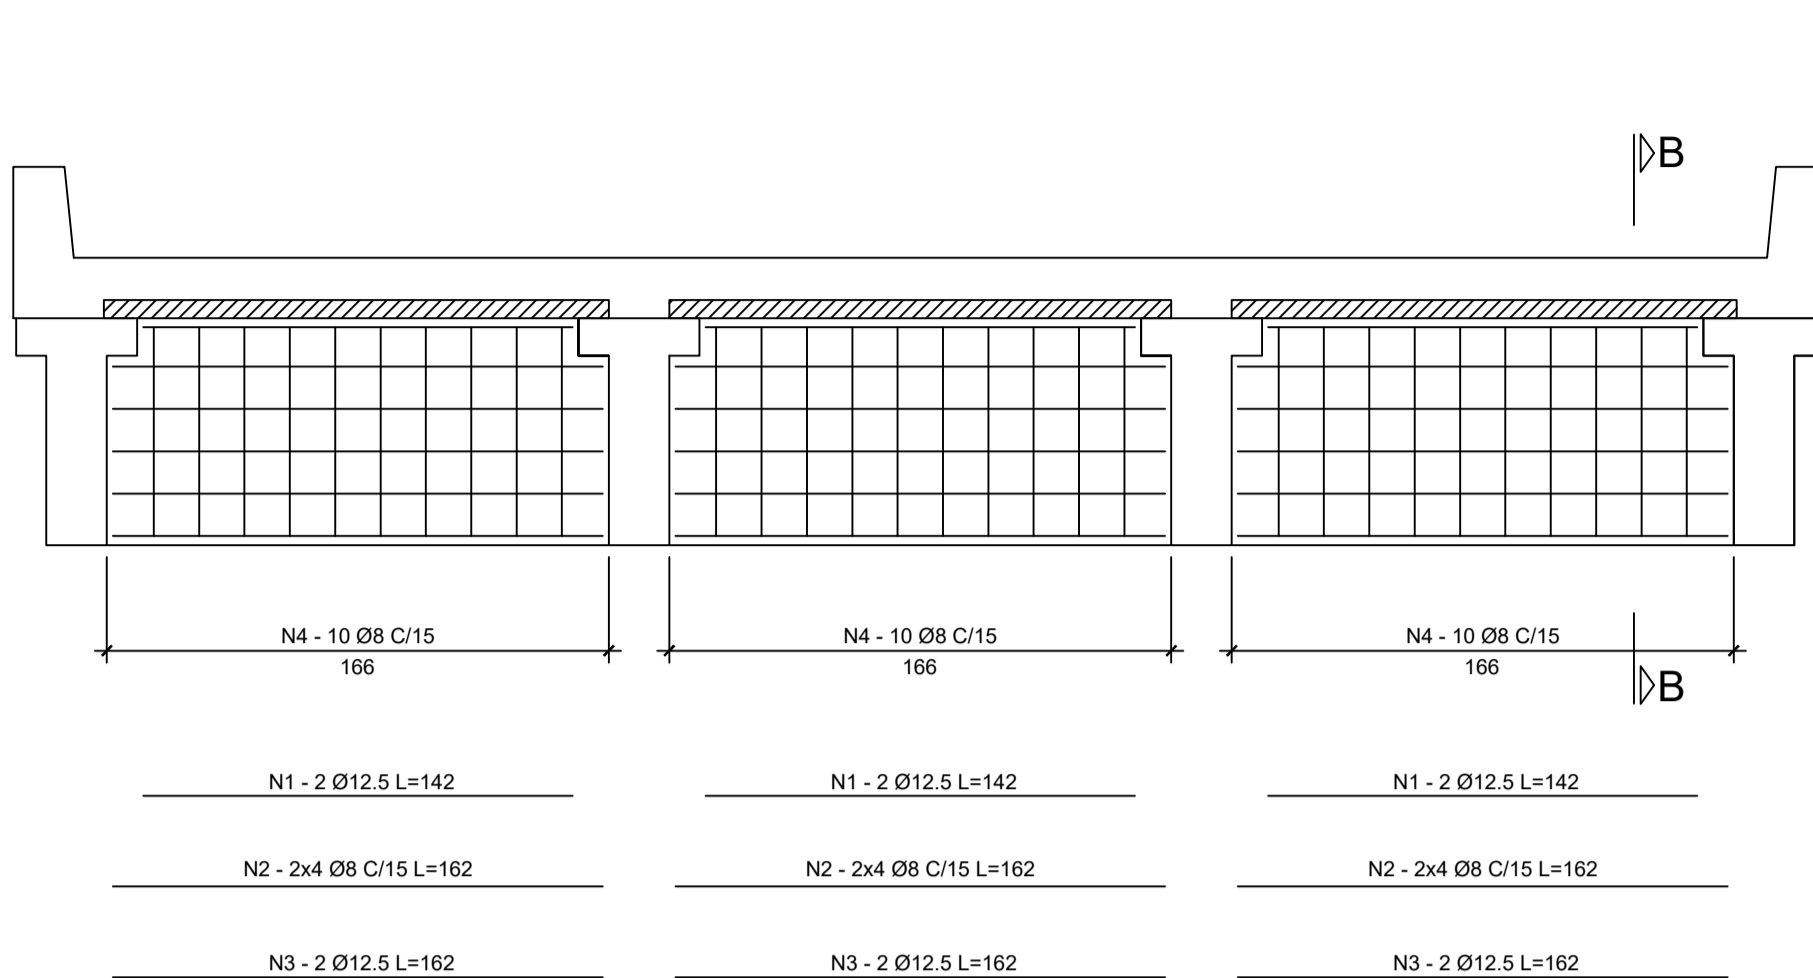 B
N4 - 10 Ø8 C/15 N4 - 10 Ø8 C/15 N4 - 10 Ø8 C/15
166 166 166
B
N1 - 2 Ø12.5 L=142 N1 - 2 Ø12.5 L=142 N1 - 2 Ø12.5 L=142
N2 - 2x4 Ø8 C/15 L=162 N2 - 2x4 Ø8 C/15 L=162 N2 - 2x4 Ø8 C/15 L=162
N3 - 2 Ø12.5 L=162 N3 - 2 Ø12.5 L=162 N3 - 2 Ø12.5 L=162